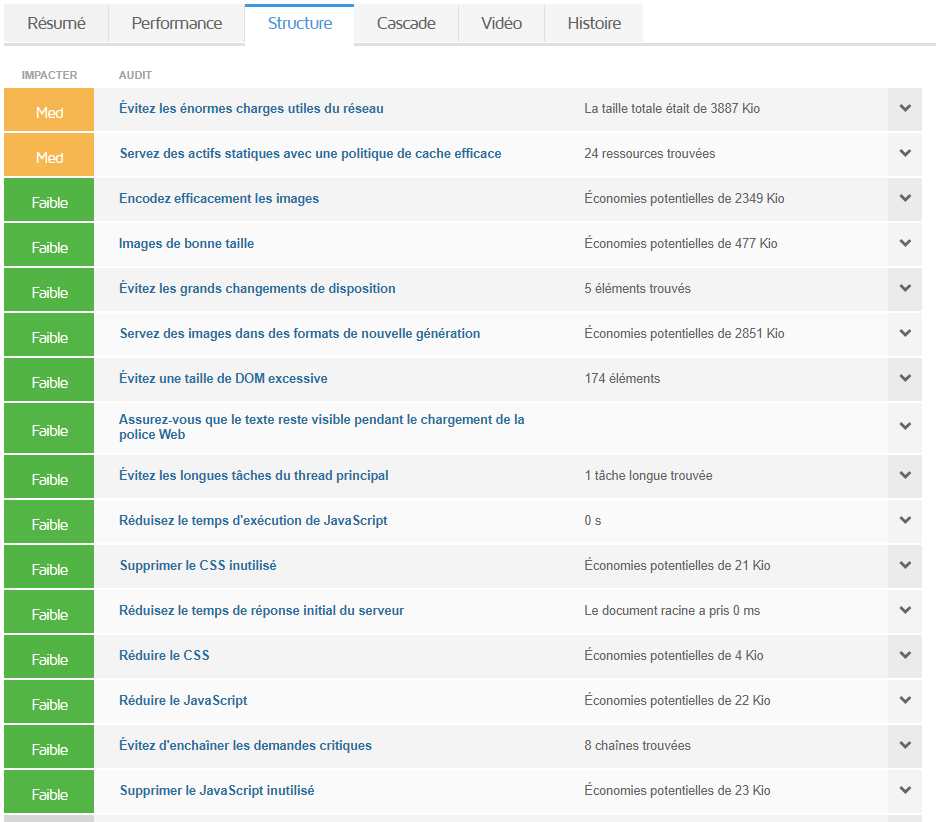 Résumé Performance Structure Cascade Vidéo Histoire
IMPACTER AUDIT
Med Évitez les énormes charges utiles du réseau La taille totale était de 3887 Kio
Med Servez des actifs statiques avec une politique de cache efficace 24 ressources trouvées
Faible Encodez efficacement les images Économies potentielles de 2349 Kio
Faible Images de bonne taille Économies potentielles de 477 Kio
Faible Évitez les grands changements de disposition 5 éléments trouvés
Faible Servez des images dans des formats de nouvelle génération Économies potentielles de 2851 Kio
Faible Évitez une taille de DOM excessive 174 éléments
Faible Assurez-vous que le texte reste visible pendant le chargement de la
police Web
Faible Évitez les longues tâches du thread principal 1 tâche longue trouvée
Faible Réduisez le temps d'exécution de JavaScript 0 s
Faible Supprimer le CSS inutilisé Économies potentielles de 21 Kio
Faible Réduisez le temps de réponse initial du serveur Le document racine a pris 0 ms
Faible Réduire le CSS Économies potentielles de 4 Kio
Faible Réduire le JavaScript Économies potentielles de 22 Kio
Faible Évitez d'enchaîner les demandes critiques 8 chaînes trouvées
Faible Supprimer le JavaScript inutilisé Économies potentielles de 23 Kio